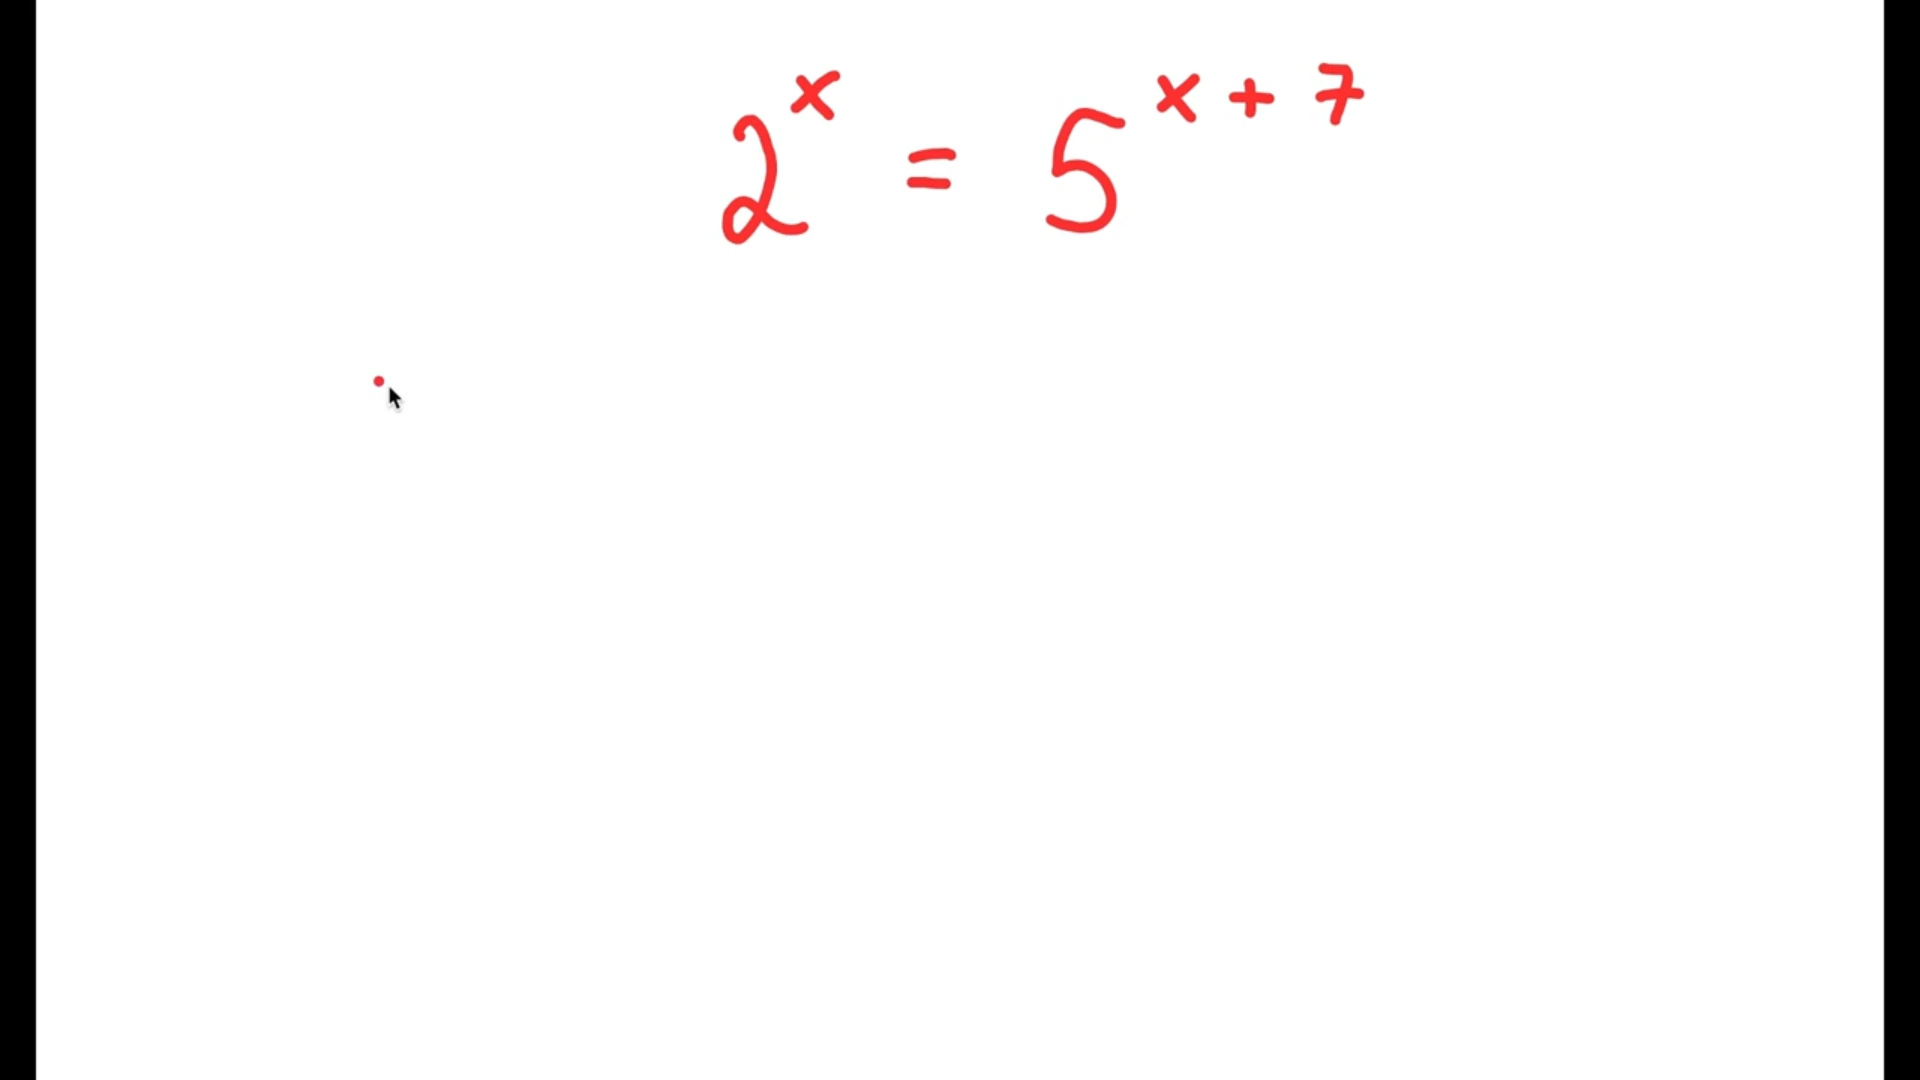 2^x = 5^{x + 7}